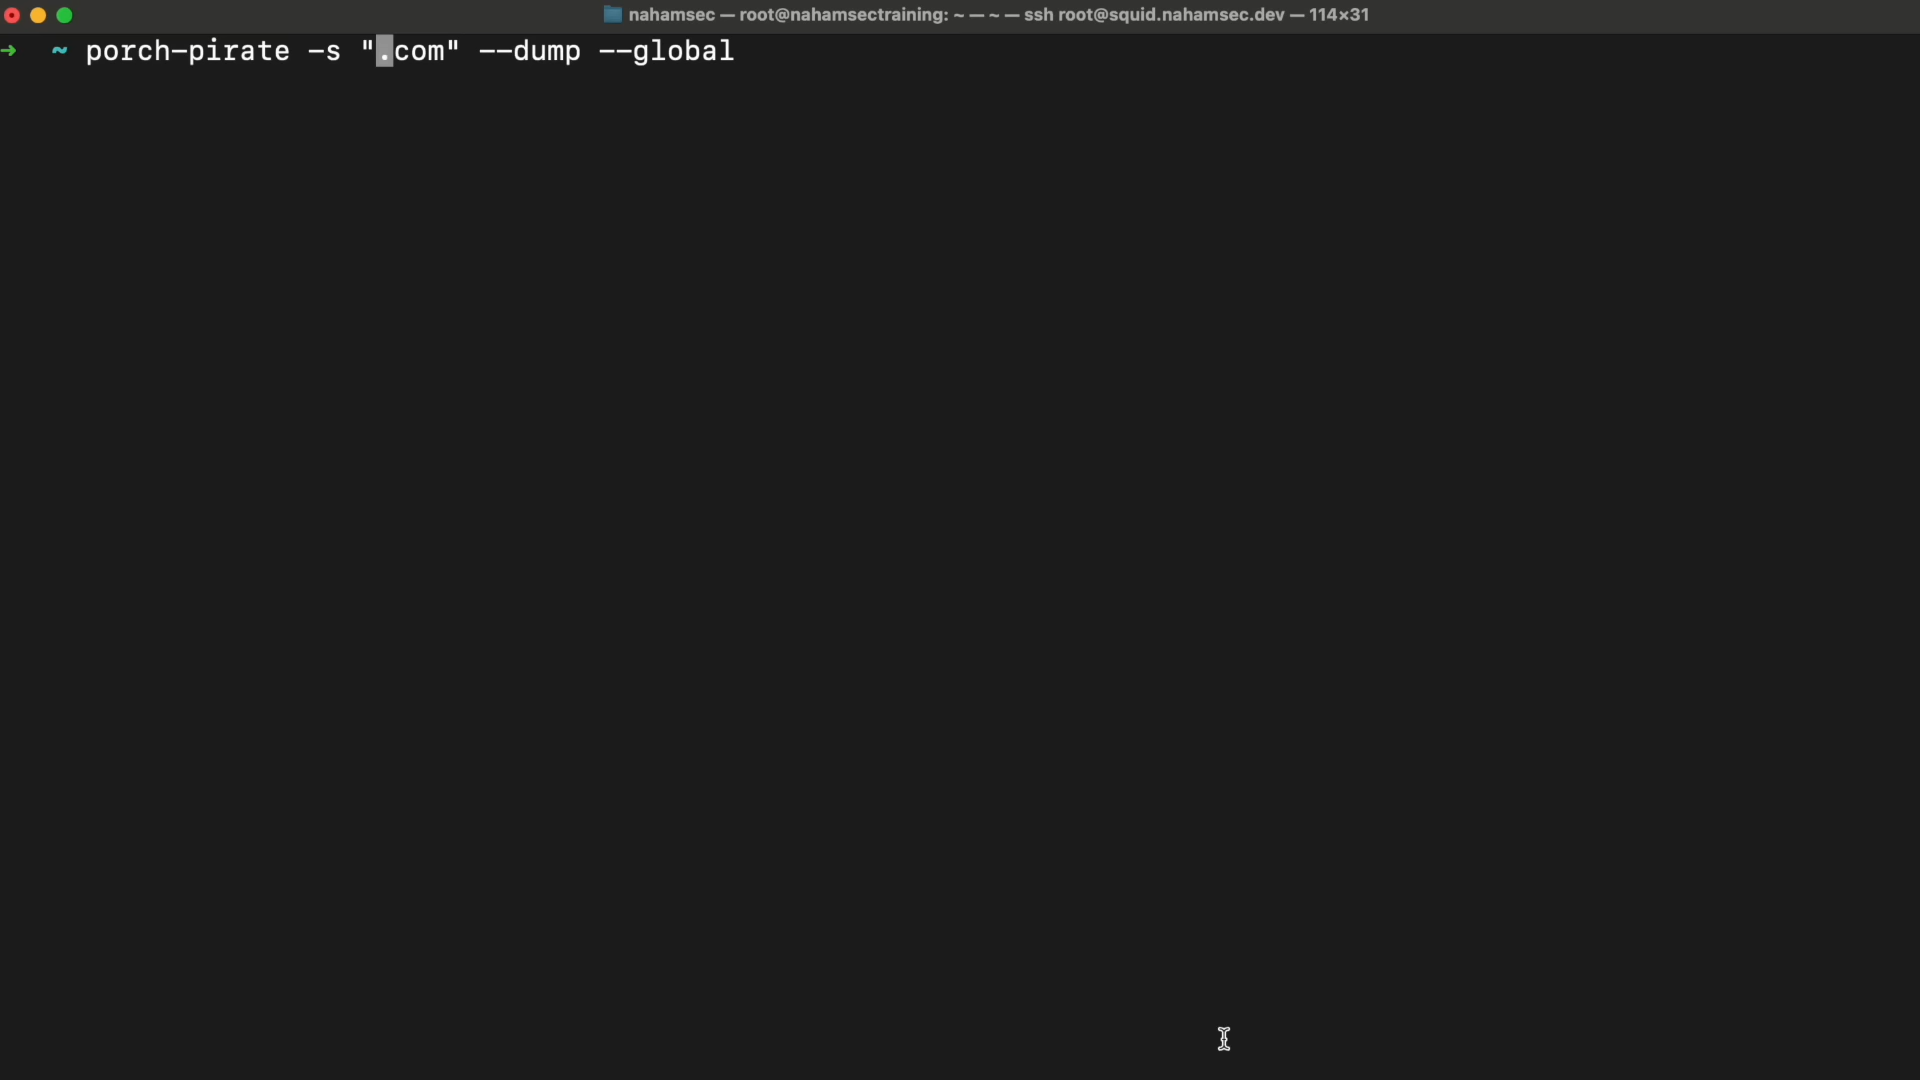 nahamsec — root@nahamsectraining: ~ — ~ — ssh root@squid.nahamsec.dev — 114×31
➜ ~ porch-pirate -s ".com" --dump --global